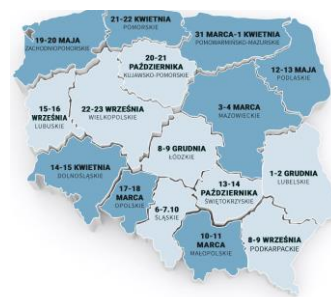 21-22 KWIETNIA
POMORSKIE
31 MARCA-1 KWIETNIA
19-20 MAJA
ZACHODNIOPOMORSKIE
20-21
PAŹDZIERNIKA
KUJAWSKO-POMORSKIE
12-13 MAJA
PODLASKIE
15-16
WRZEŚNIA
LUBUSKIE
22-23 WRZEŚNIA
WIELKOPOLSKIE
3-4 MARCA
MAZOWIECKIE
8-9 GRUDNIA
ŁÓDZKIE
14-15 KWIETNIA
DOLNOŚLĄSKIE
1-2 GRUDNIA
LUBELSKIE
17-18
MARCA
OPOLSKIE
6-7.10
ŚLĄSKIE
13-14
PAŹDZIERNIKA
ŚWIĘTOKRZYSKIE
10-11
MARCA
MAŁOPOLSKIE
8-9 WRZEŚNIA
PODKARPACKIE